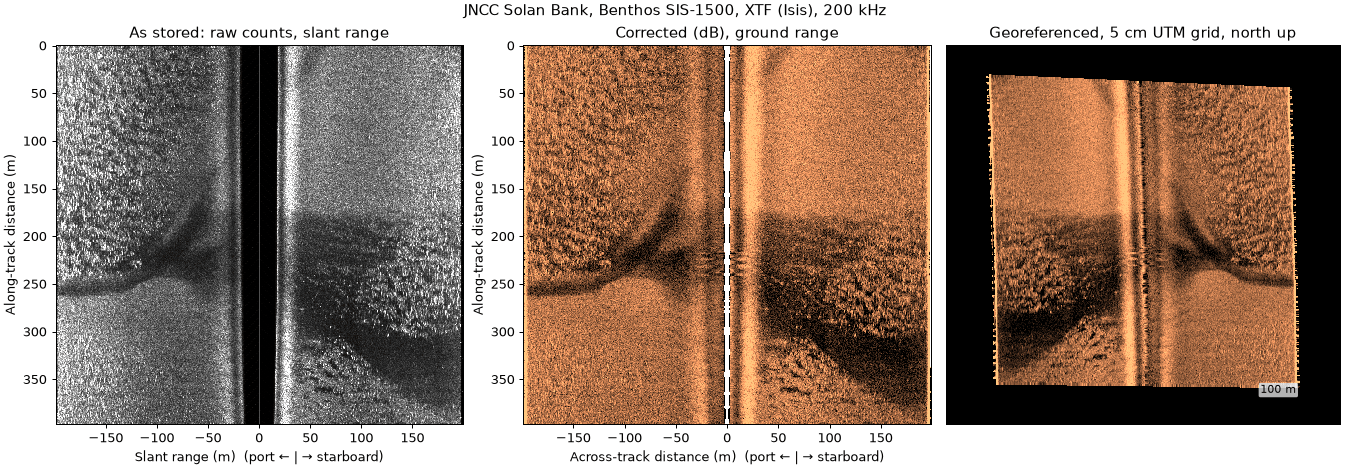 JNCC Solan Bank, Benthos SIS-1500, XTF (Isis), 200 kHz
As stored: raw counts, slant range
Corrected (dB), ground range
Georeferenced, 5 cm UTM grid, north up
Along-track distance (m)
0
50
100
150
200
250
300
350
−150 −100 −50 0 50 100 150
Slant range (m) (port ← | → starboard)
Along-track distance (m)
0
50
100
150
200
250
300
350
−150 −100 −50 0 50 100 150
Across-track distance (m) (port ← | → starboard)
100 m